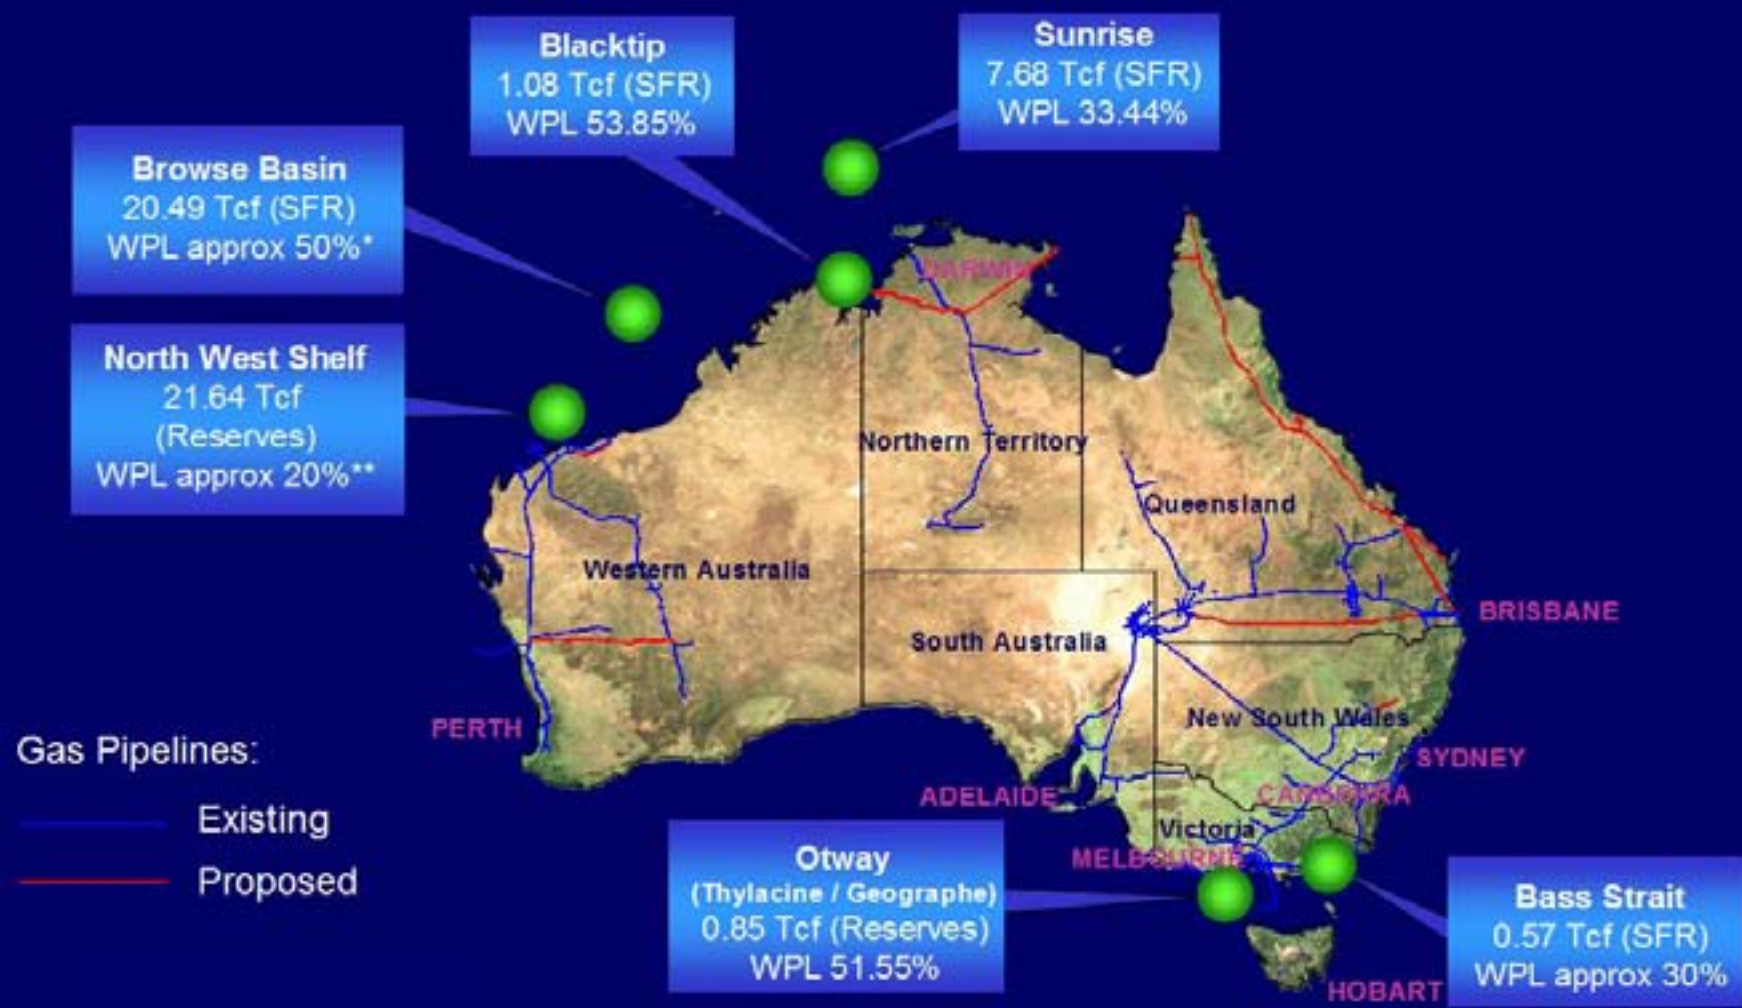 Blacktip
1.08 Tcf (SFR)
WPL 53.85%
Sunrise
7.68 Tcf (SFR)
WPL 33.44%
Browse Basin
20.49 Tcf (SFR)
WPL approx 50%*
North West Shelf
21.64 Tcf
(Reserves)
WPL approx 20%**
DARWIN
Northern Territory
Queensland
Western Australia
South Australia
BRISBANE
New South Wales
PERTH
SYDNEY
ADELAIDE
CANBERRA
Victoria
MELBOURNE
HOBART
Gas Pipelines:
Existing
Proposed
Otway
(Thylacine / Geographe)
0.85 Tcf (Reserves)
WPL 51.55%
Bass Strait
0.57 Tcf (SFR)
WPL approx 30%